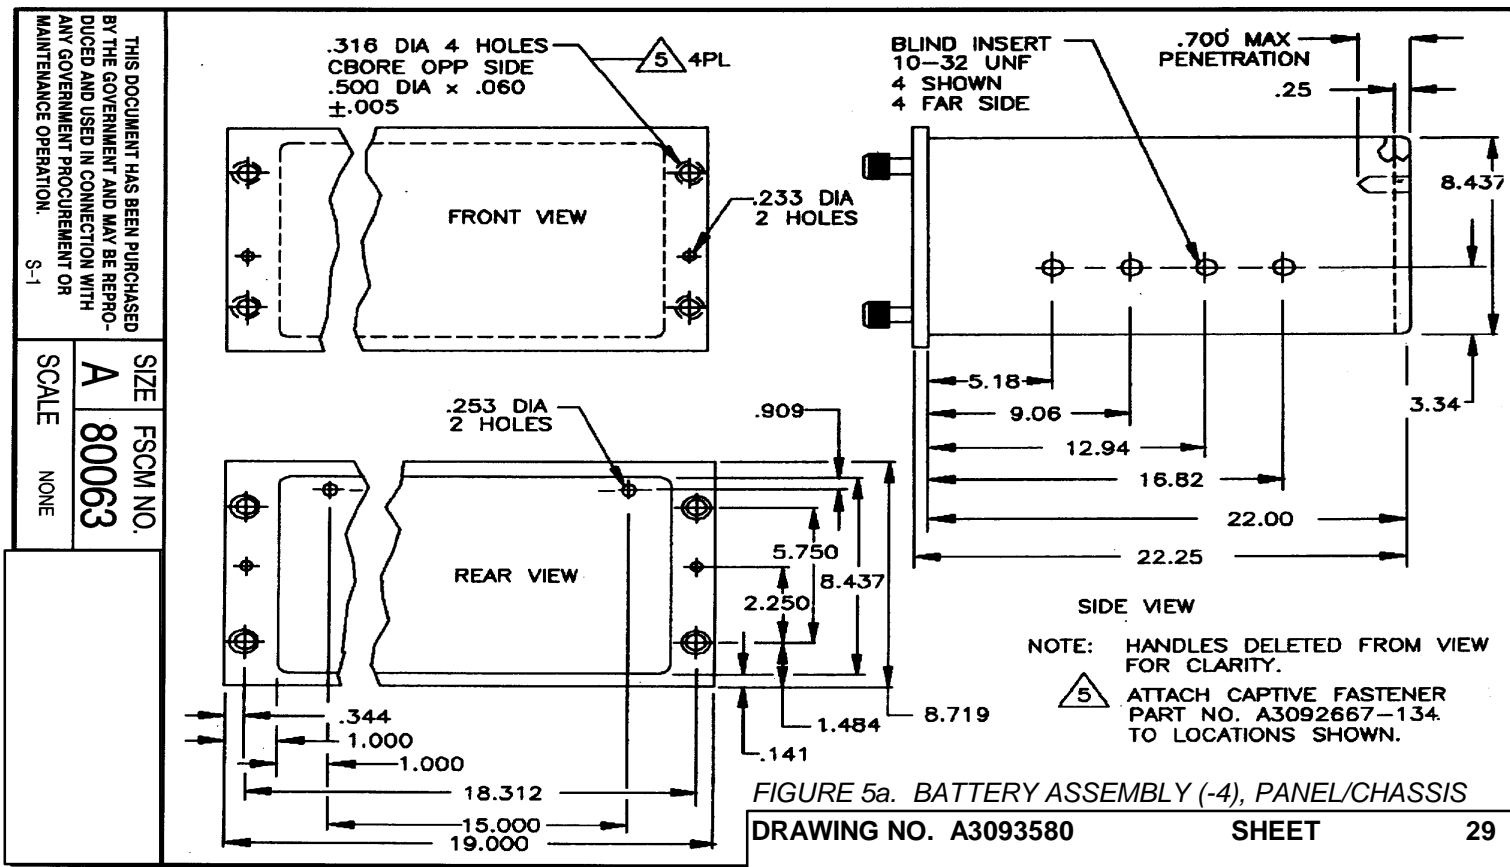 THIS DOCUMENT HAS BEEN PURCHASED
BY THE GOVERNMENT AND MAY BE REPRO-
DUCED AND USED IN CONNECTION WITH
ANY GOVERNMENT PROCUREMENT OR
MAINTENANCE OPERATION.
S-1
SIZE
A
FSCM NO.
80063
SCALE NONE
.316 DIA 4 HOLES
CBORE OPP SIDE
.500 DIA x .060
±.005
5 4PL
FRONT VIEW
.233 DIA
2 HOLES
BLIND INSERT
10-32 UNF
4 SHOWN
4 FAR SIDE
.700 MAX
PENETRATION
.25
8.437
3.34
5.18
9.06
12.94
16.82
22.00
22.25
SIDE VIEW
.253 DIA
2 HOLES
.909
REAR VIEW
5.750
8.437
2.250
.344
1.000
1.000
18.312
15.000
19.000
1.484
8.719
.141
NOTE: HANDLES DELETED FROM VIEW
FOR CLARITY.
5 ATTACH CAPTIVE FASTENER
PART NO. A3092667-134.
TO LOCATIONS SHOWN.
FIGURE 5a. BATTERY ASSEMBLY (-4), PANEL/CHASSIS
DRAWING NO. A3093580 SHEET 29